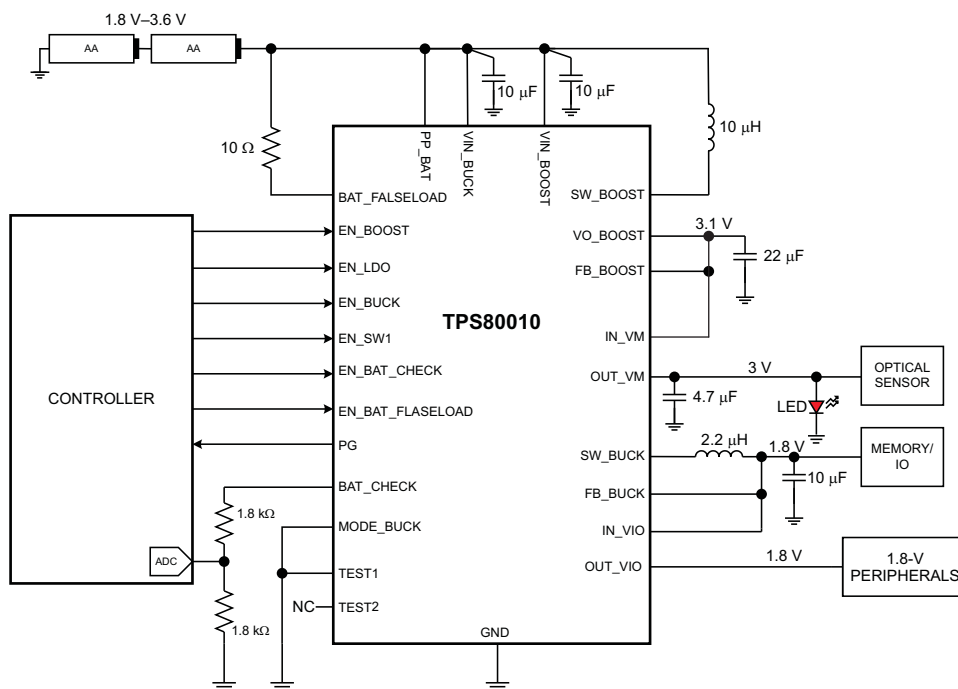 1.8 V–3.6 V
AA
AA
10 µF
10 µF
10 µH
10 Ω
PP_BAT
VIN_BUCK
VIN_BOOST
BAT_FALSELOAD
SW_BOOST
EN_BOOST
VO_BOOST
3.1 V
22 µF
EN_LDO
FB_BOOST
EN_BUCK
TPS80010
EN_SW1
IN_VM
EN_BAT_CHECK
OUT_VM
3 V
OPTICAL
SENSOR
CONTROLLER
4.7 µF
LED
EN_BAT_FLASELOAD
PG
SW_BUCK
2.2 µH
1.8 V
MEMORY/
IO
10 µF
BAT_CHECK
FB_BUCK
1.8 kΩ
MODE_BUCK
IN_VIO
ADC
TEST1
OUT_VIO
1.8 V
1.8-V
PERIPHERALS
NC
TEST2
1.8 kΩ
GND